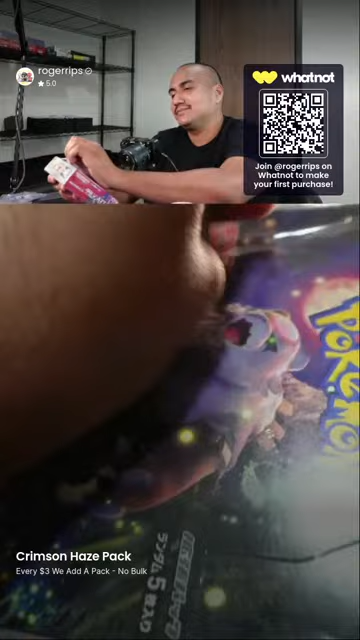 rogerrips
5.0
whatnot
Join @rogerrips on
Whatnot to make
your first purchase!
POKÉMON
Crimson Haze Pack
Every $3 We Add A Pack - No Bulk